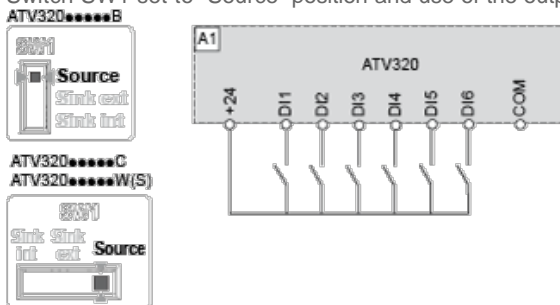 Switch SW1 set to "Source" position and use of the outp
ATV320●●●●●B
SW1
Source
Sink ext
Sink int
ATV320●●●●●C
ATV320●●●●●W(S)
SW1
Sink int
Sink ext
Source
A1
ATV320
+24
DI1
DI2
DI3
DI4
DI5
DI6
COM